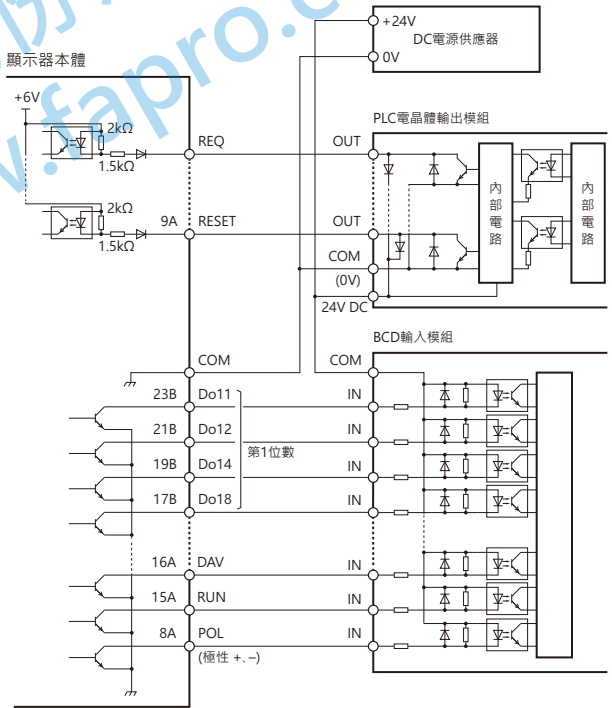 份
www.fapro.c
+24V
DC電源供應器
0V
顯示器本體
+6V
2kΩ
1.5kΩ
REQ
PLC電晶體輸出模組
OUT
內部電路
內部電路
2kΩ
1.5kΩ
9A RESET
OUT
COM
(0V)
24V DC
BCD輸入模組
COM
COM
23B Do11
IN
21B Do12
IN
第1位數
19B Do14
IN
17B Do18
IN
16A DAV
IN
15A RUN
IN
8A POL
IN
(極性 +、–)